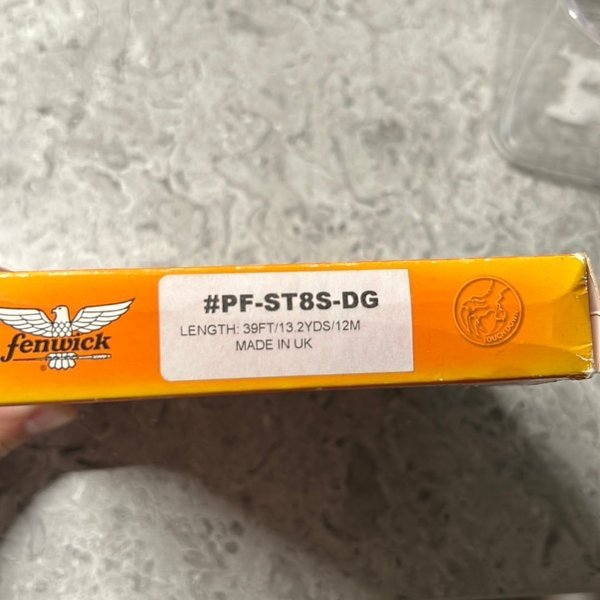 #PF-ST8S-DG
LENGTH: 39FT/13.2YDS/12M
MADE IN UK
fenwick
®